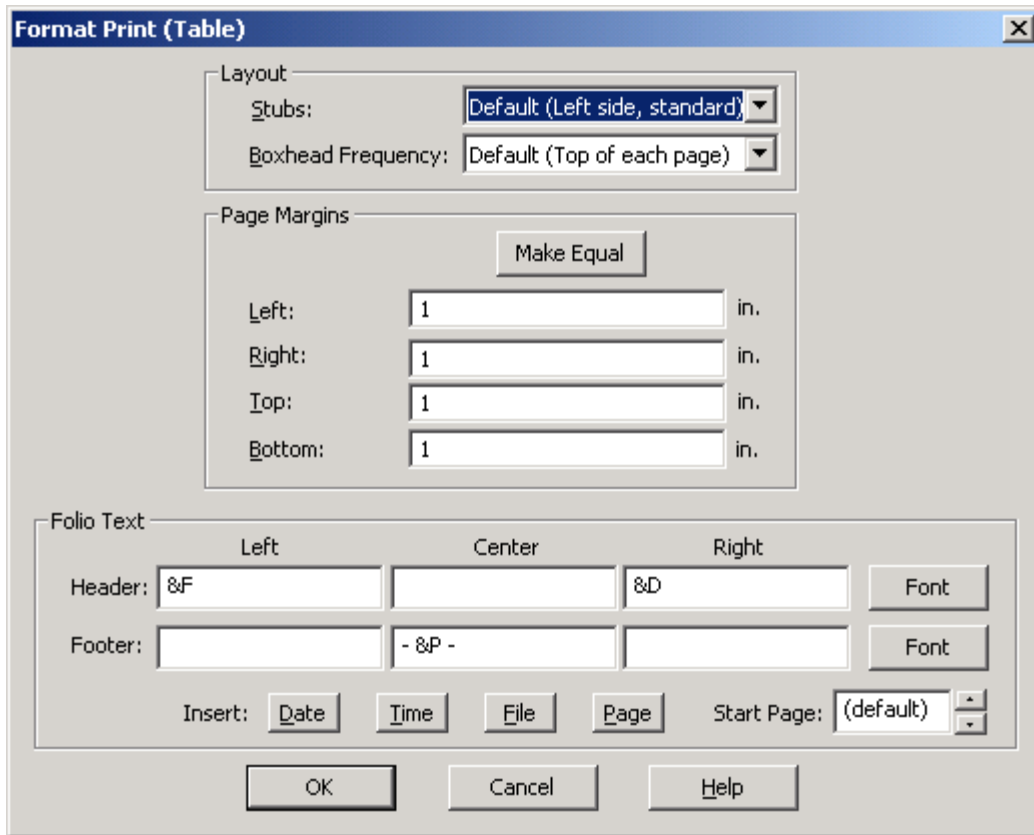 Format Print (Table)
Layout
Stubs: Default (Left side, standard)
Boxhead Frequency: Default (Top of each page)
Page Margins
Make Equal
Left: 1 in.
Right: 1 in.
Top: 1 in.
Bottom: 1 in.
Folio Text
Left Center Right
Header: &F &D Font
Footer: - &P - Font
Insert: Date Time File Page Start Page: (default)
OK Cancel Help